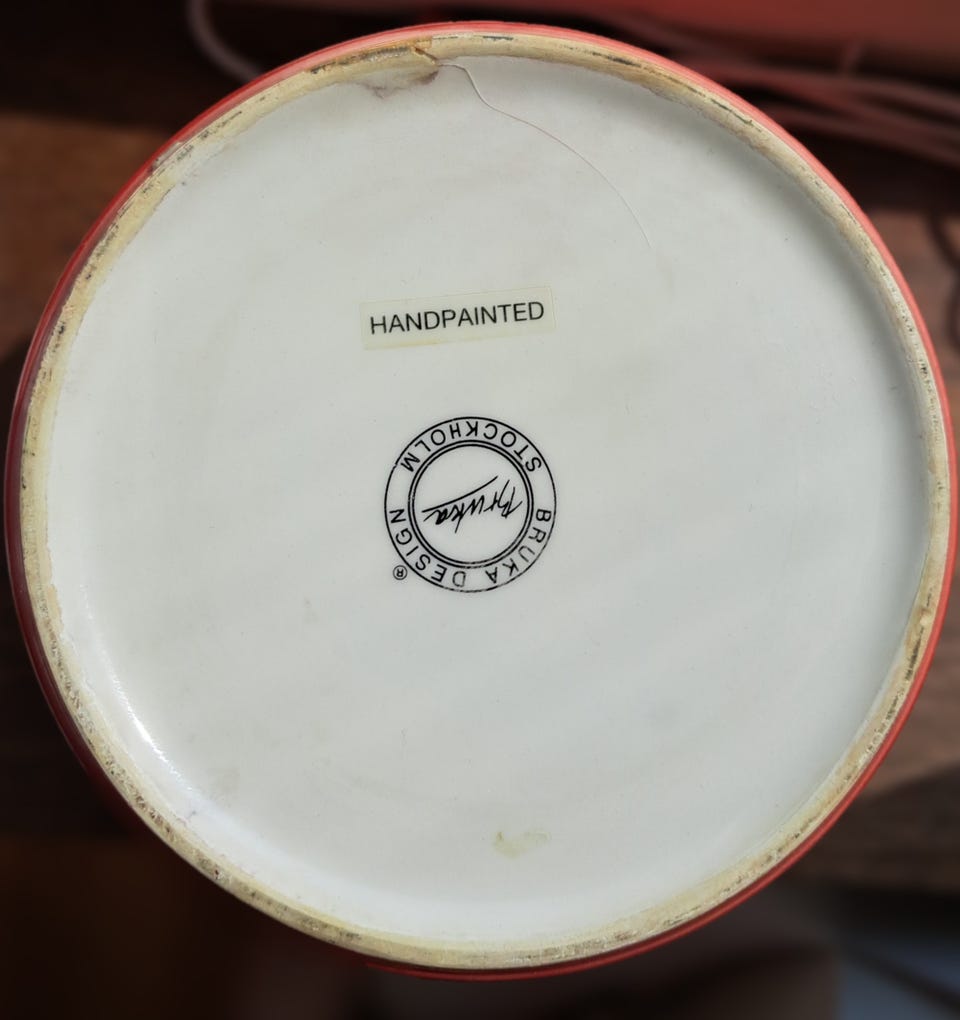 HANDPAINTED
BRUKA DESIGN ®
STOCKHOLM
Bruka